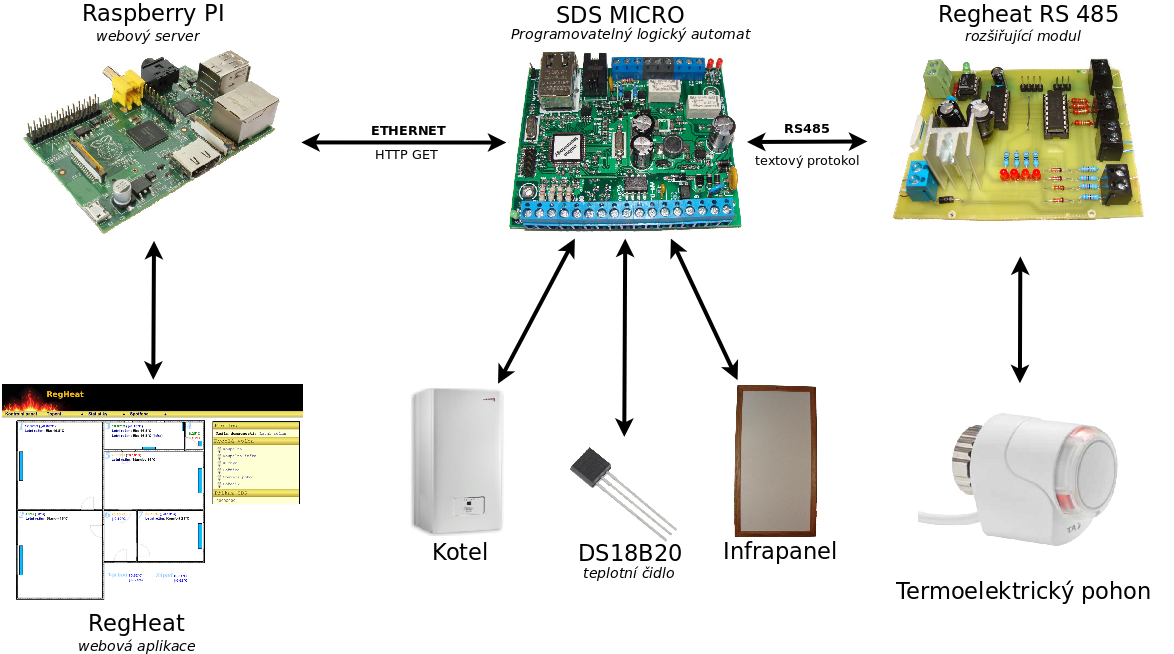 Raspberry PI
webový server
SDS MICRO
Programovatelný logický automat
Regheat RS 485
rozšiřující modul
ETHERNET
HTTP GET
RS485
textový protokol
RegHeat
Kotel
DS18B20
teplotní čidlo
Infrapanel
Termoelektrický pohon
RegHeat
webová aplikace